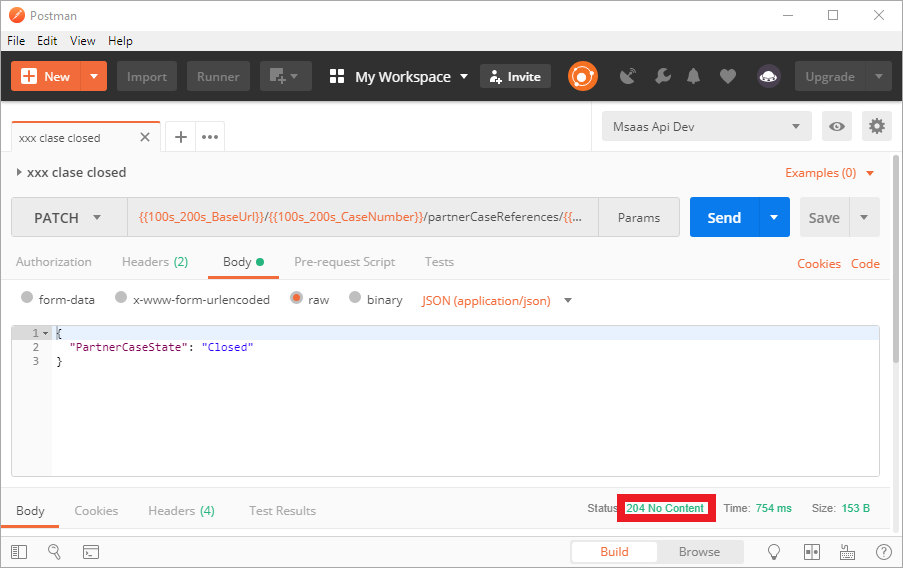 Postman
File Edit View Help
New Import Runner My Workspace Invite Upgrade
xxx clase closed Msaas Api Dev
xxx clase closed Examples (0)
PATCH {{100s_200s_BaseUrl}}/{{100s_200s_CaseNumber}}/partnerCaseReferences/{{... Params Send Save
Authorization Headers (2) Body Pre-request Script Tests Cookies Code
form-data x-www-form-urlencoded raw binary JSON (application/json)
1 {
2 "PartnerCaseState": "Closed"
3 }
Body Cookies Headers (4) Test Results Status 204 No Content Time: 754 ms Size: 153 B
Build Browse